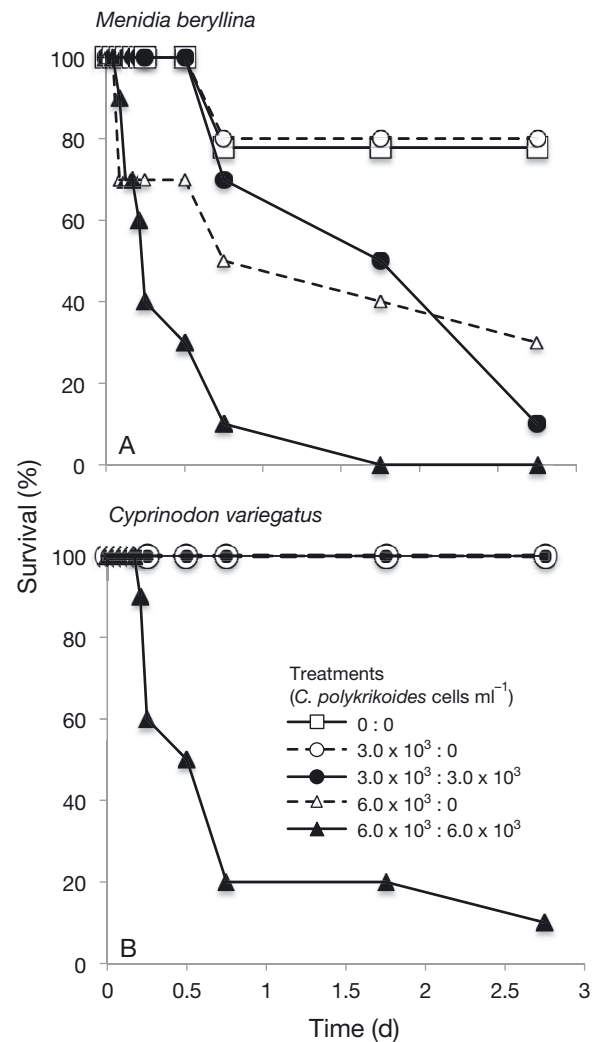 Menidia beryllina
100
80
60
40
20
0
A
Survival (%)
Cyprinodon variegatus
100
80
60
40
20
0
B
Treatments
(C. polykrikoides cells ml⁻¹)
0 : 0
3.0 x 10³ : 0
3.0 x 10³ : 3.0 x 10³
6.0 x 10³ : 0
6.0 x 10³ : 6.0 x 10³
0 0.5 1 1.5 2 2.5 3
Time (d)